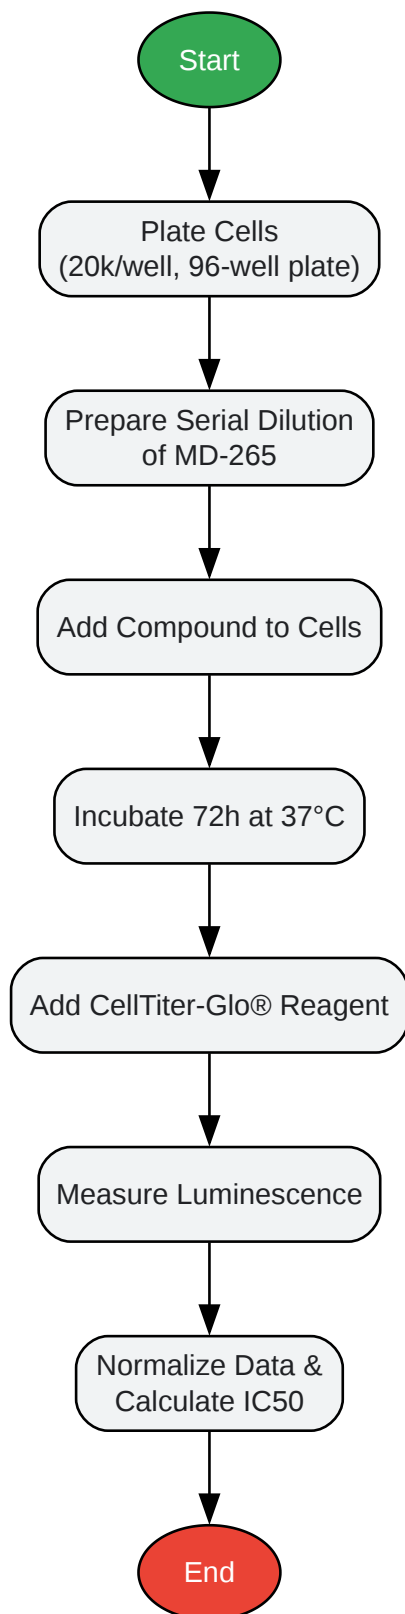 Start
Plate Cells
(20k/well, 96-well plate)
Prepare Serial Dilution
of MD-265
Add Compound to Cells
Incubate 72h at 37°C
Add CellTiter-Glo® Reagent
Measure Luminescence
Normalize Data &
Calculate IC50
End